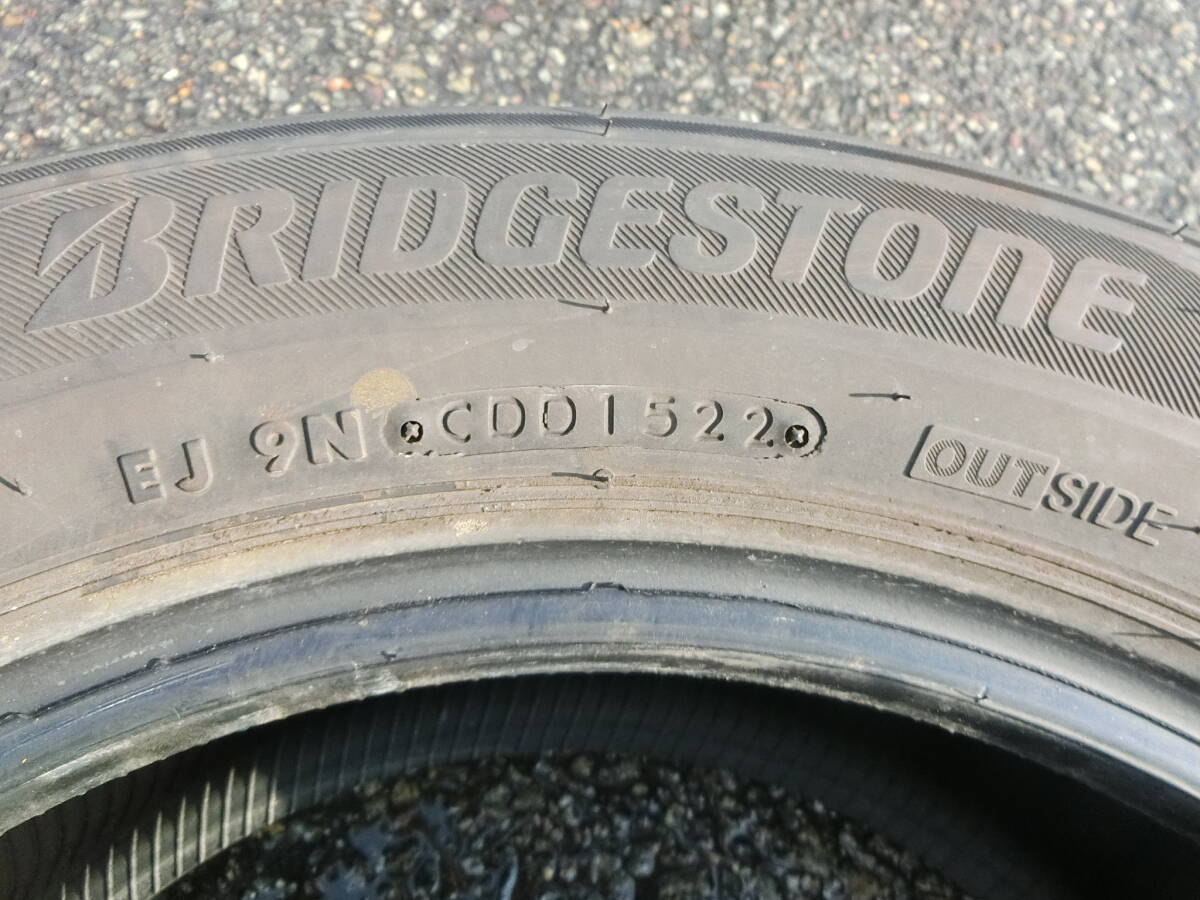 BRIDGESTONE
EJ 9N CDD1522
OUTSIDE